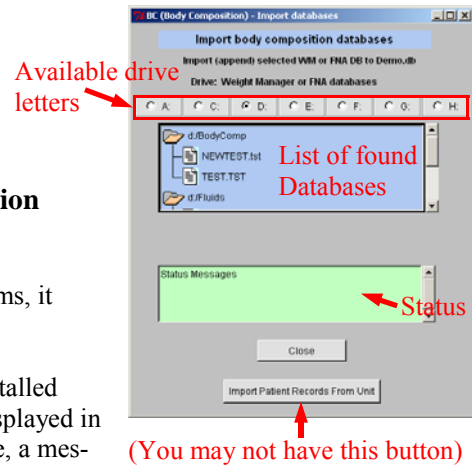 BC (Body Composition) - Import databases
Import body composition databases
Import (append) selected WM or FNA DB to Demo.db
Drive: Weight Manager or FNA databases
Available drive
letters
A: C: D: E: F: G: H:
d:/BodyComp
NEWTEST.tst
TEST.TST
d:/Fluids
List of found
Databases
Status Messages
Status
Close
Import Patient Records From Unit
(You may not have this button)
ion
ms, it
talled
splayed in
e, a mes-